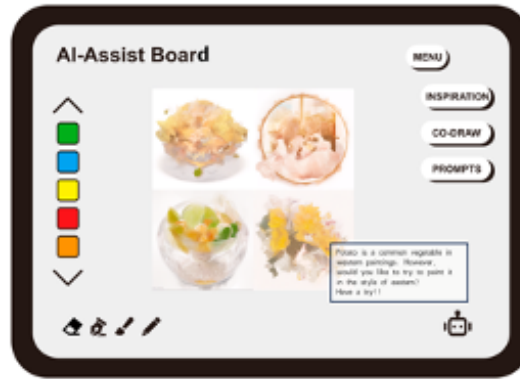 AI-Assist Board
MENU
INSPIRATION
CO-DRAW
PROMPTS
Potato is a common vegetable in
western paintings. However,
would you like to try to paint it
in the style of eastern?
Have a try!!